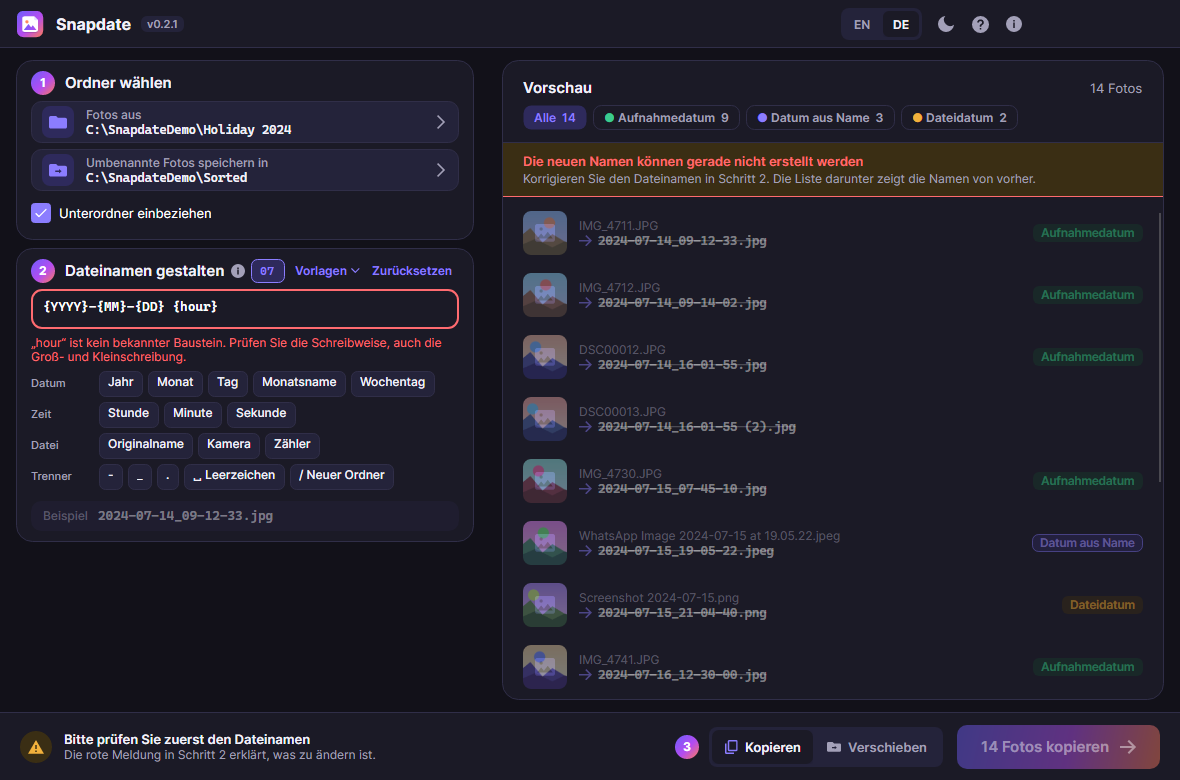 Snapdate v0.2.1
EN DE ? i
1 Ordner wählen
Fotos aus
C:\SnapdateDemo\Holiday 2024
Umbenannte Fotos speichern in
C:\SnapdateDemo\Sorted
Unterordner einbeziehen
2 Dateinamen gestalten i 07 Vorlagen Zurücksetzen
{YYYY}-{MM}-{DD} {hour}
„hour“ ist kein bekannter Baustein. Prüfen Sie die Schreibweise, auch die
Groß- und Kleinschreibung.
Datum Jahr Monat Tag Monatsname Wochentag
Zeit Stunde Minute Sekunde
Datei Originalname Kamera Zähler
Trenner - _ . ␣ Leerzeichen / Neuer Ordner
Beispiel 2024-07-14_09-12-33.jpg
Vorschau 14 Fotos
Alle 14 Aufnahmedatum 9 Datum aus Name 3 Dateidatum 2
Die neuen Namen können gerade nicht erstellt werden
Korrigieren Sie den Dateinamen in Schritt 2. Die Liste darunter zeigt die Namen von vorher.
IMG_4711.JPG
→ 2024-07-14_09-12-33.jpg Aufnahmedatum
IMG_4712.JPG
→ 2024-07-14_09-14-02.jpg Aufnahmedatum
DSC00012.JPG
→ 2024-07-14_16-01-55.jpg Aufnahmedatum
DSC00013.JPG
→ 2024-07-14_16-01-55 (2).jpg
IMG_4730.JPG
→ 2024-07-15_07-45-10.jpg Aufnahmedatum
WhatsApp Image 2024-07-15 at 19.05.22.jpeg
→ 2024-07-15_19-05-22.jpeg Datum aus Name
Screenshot 2024-07-15.png
→ 2024-07-15_21-04-40.png Dateidatum
IMG_4741.JPG
→ 2024-07-16_12-30-00.jpg Aufnahmedatum
Bitte prüfen Sie zuerst den Dateinamen
Die rote Meldung in Schritt 2 erklärt, was zu ändern ist.
3 Kopieren Verschieben 14 Fotos kopieren →